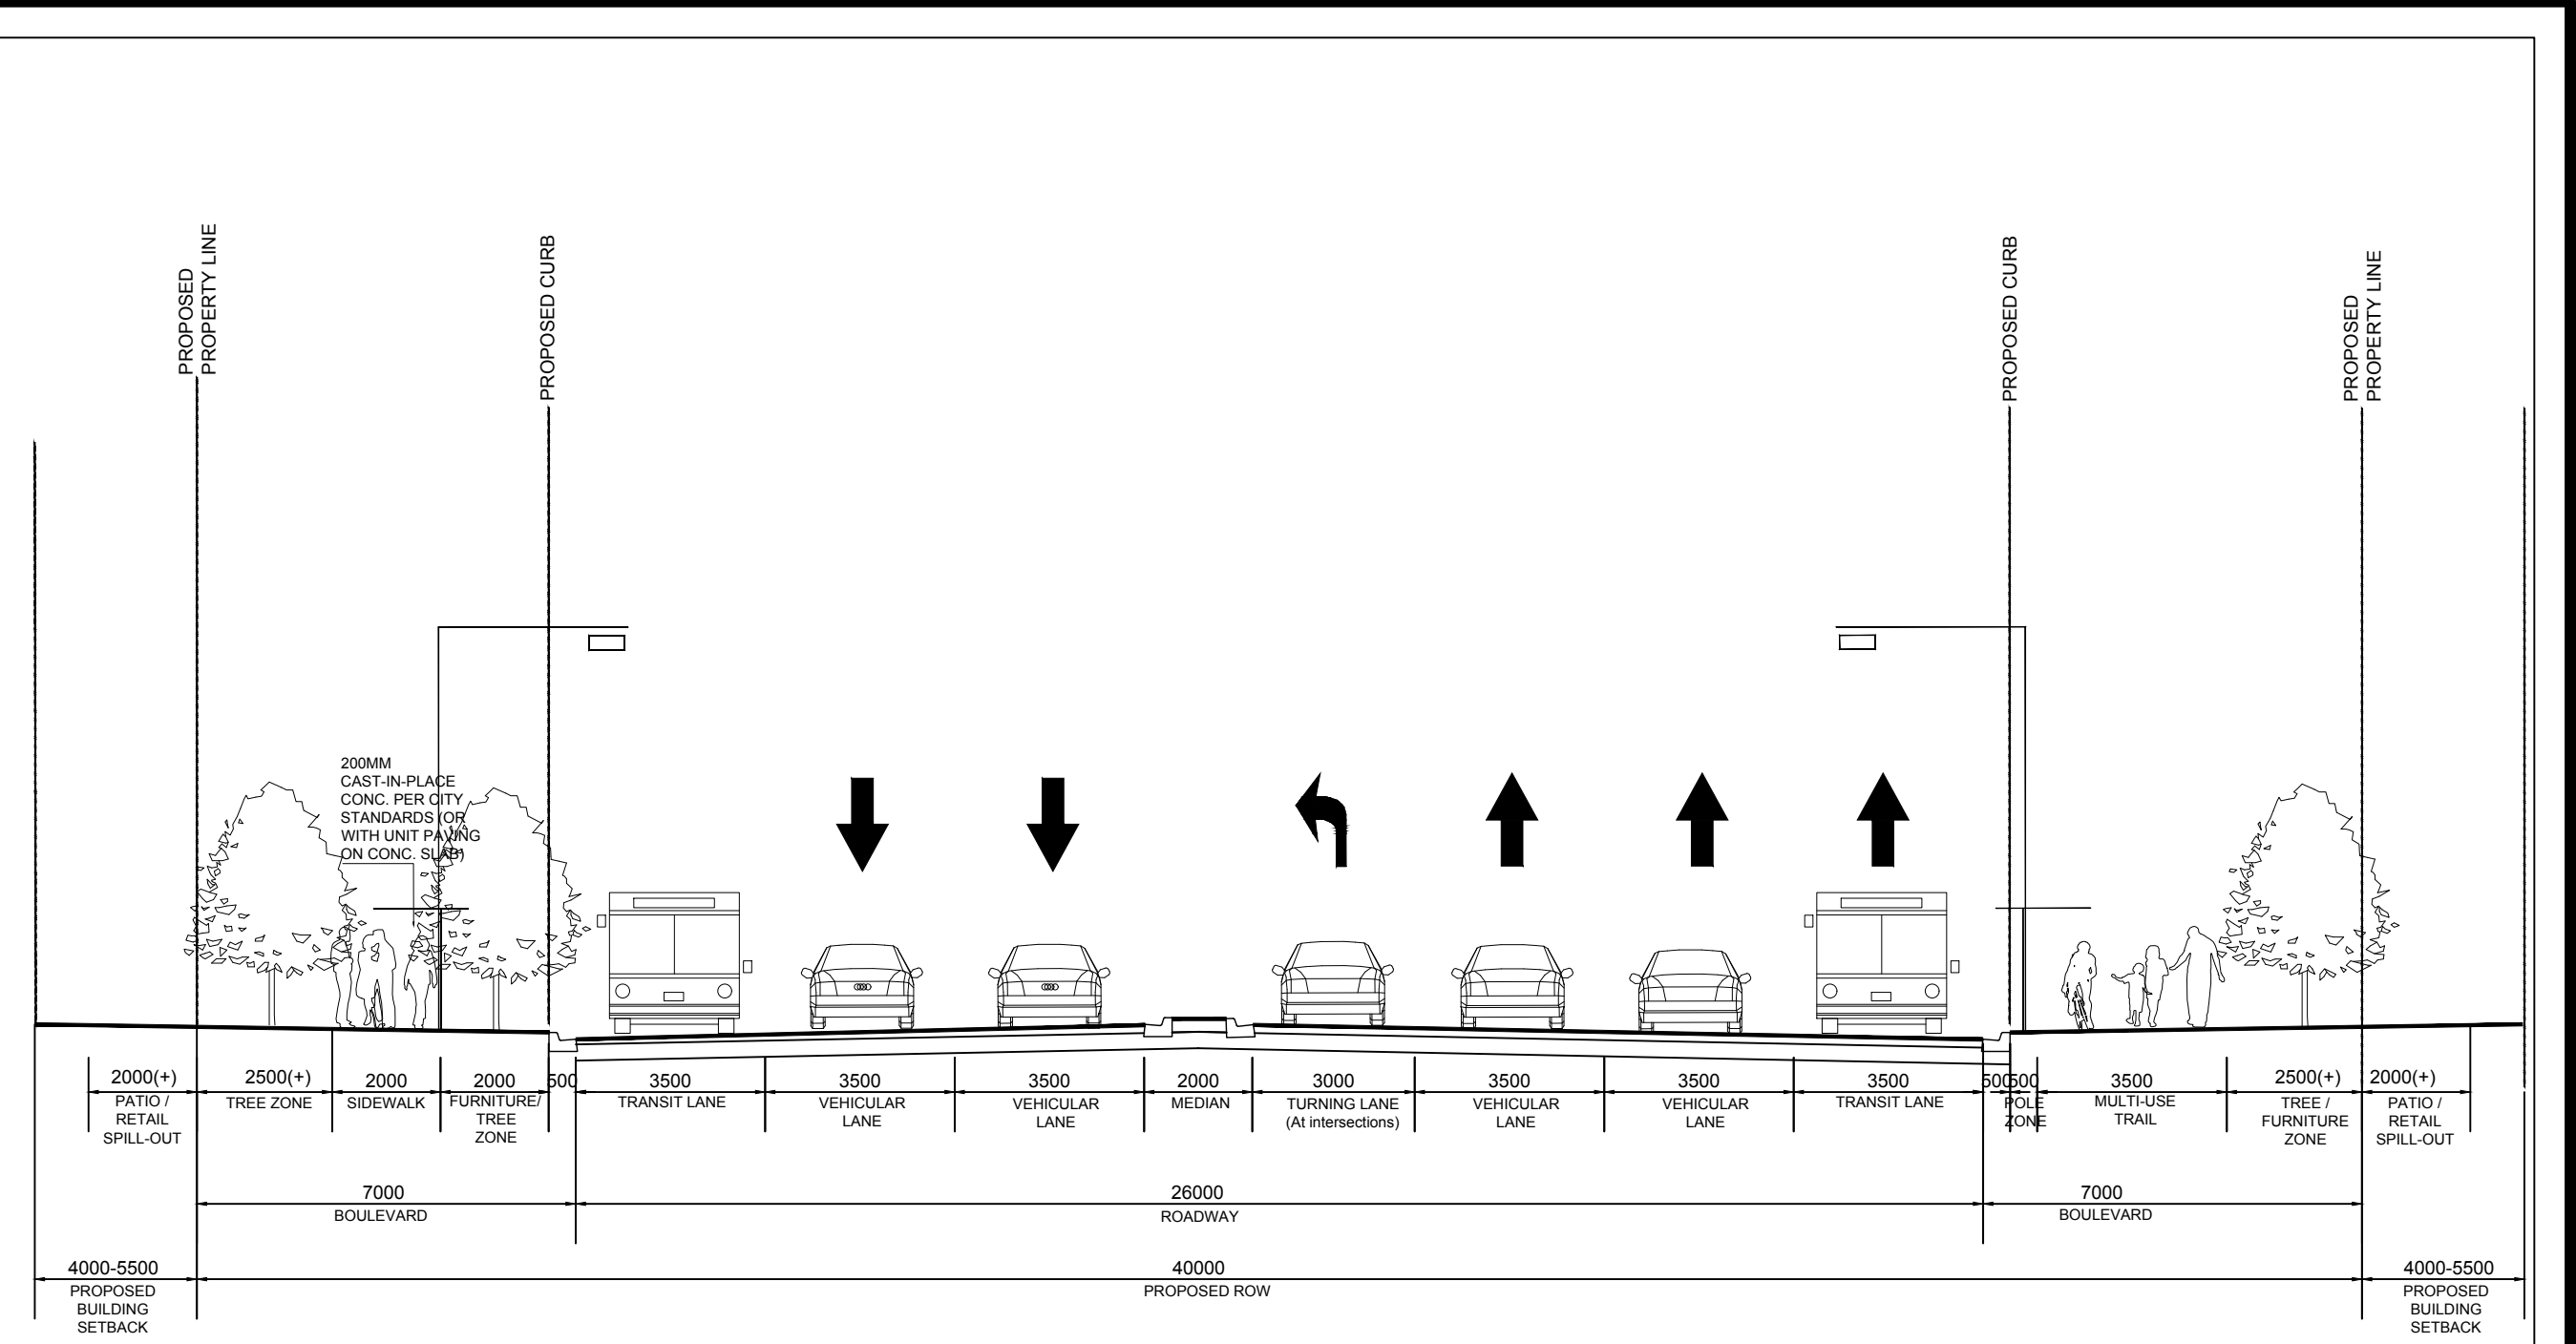 PROPOSED
PROPERTY LINE
PROPOSED CURB
PROPOSED CURB
PROPOSED
PROPERTY LINE
200MM
CAST-IN-PLACE
CONC. PER CITY
STANDARDS (OR
WITH UNIT PAVING
ON CONC. SLAB)
2000(+)
PATIO /
RETAIL
SPILL-OUT
2500(+)
TREE ZONE
2000
SIDEWALK
2000
FURNITURE/
TREE
ZONE
500
3500
TRANSIT LANE
3500
VEHICULAR
LANE
3500
VEHICULAR
LANE
2000
MEDIAN
3000
TURNING LANE
(At intersections)
3500
VEHICULAR
LANE
3500
VEHICULAR
LANE
3500
TRANSIT LANE
500
500
POLE
ZONE
3500
MULTI-USE
TRAIL
2500(+)
TREE /
FURNITURE
ZONE
2000(+)
PATIO /
RETAIL
SPILL-OUT
7000
BOULEVARD
26000
ROADWAY
7000
BOULEVARD
4000-5500
PROPOSED
BUILDING
SETBACK
40000
PROPOSED ROW
4000-5500
PROPOSED
BUILDING
SETBACK